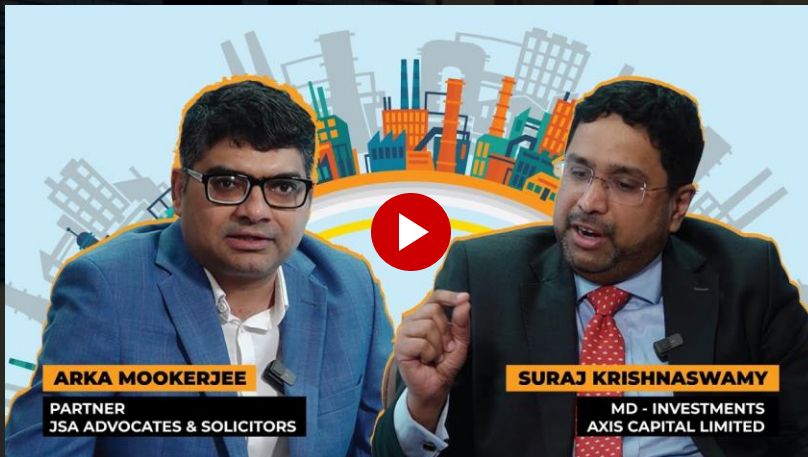 ARKA MOOKERJEE
PARTNER
JSA ADVOCATES & SOLICITORS
SURAJ KRISHNASWAMY
MD - INVESTMENTS
AXIS CAPITAL LIMITED